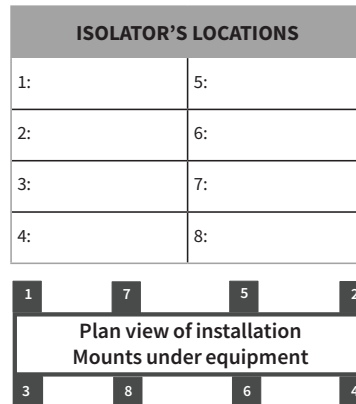 ISOLATOR’S LOCATIONS
1: 5:
2: 6:
3: 7:
4: 8:
1 7 5 2
Plan view of installation
Mounts under equipment
3 8 6 4